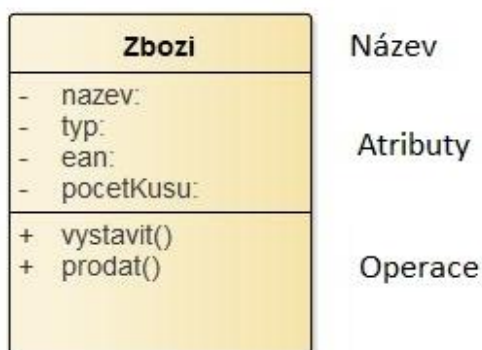 Zbozi
Název
- nazev:
- typ:
- ean:
- pocetKusu:
Atributy
+ vystavit()
+ prodat()
Operace